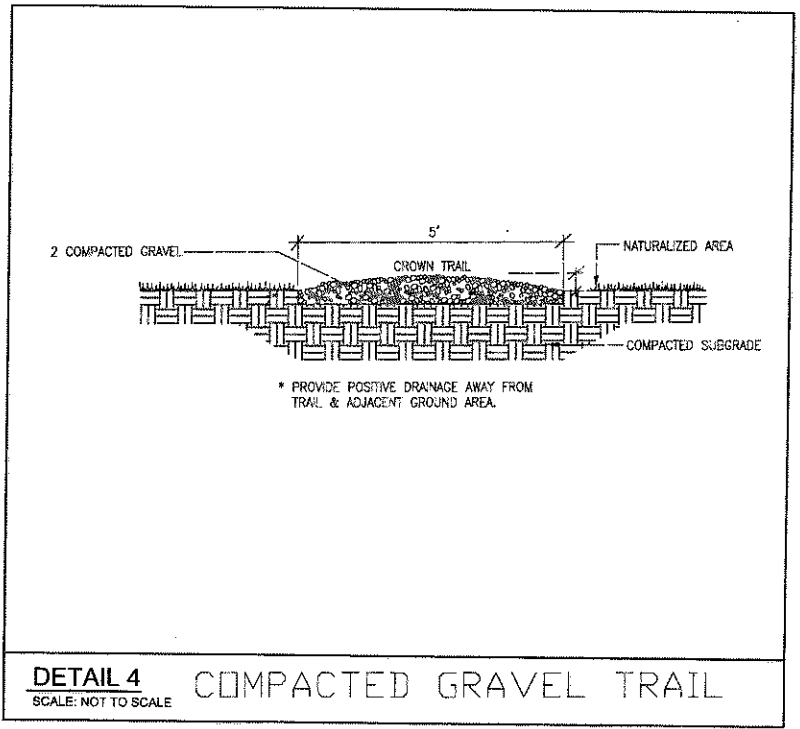 5'
2 COMPACTED GRAVEL
CROWN TRAIL
NATURALIZED AREA
COMPACTED SUBGRADE
* PROVIDE POSITIVE DRAINAGE AWAY FROM
TRAIL & ADJACENT GROUND AREA.
DETAIL 4
SCALE: NOT TO SCALE
COMPACTED GRAVEL TRAIL